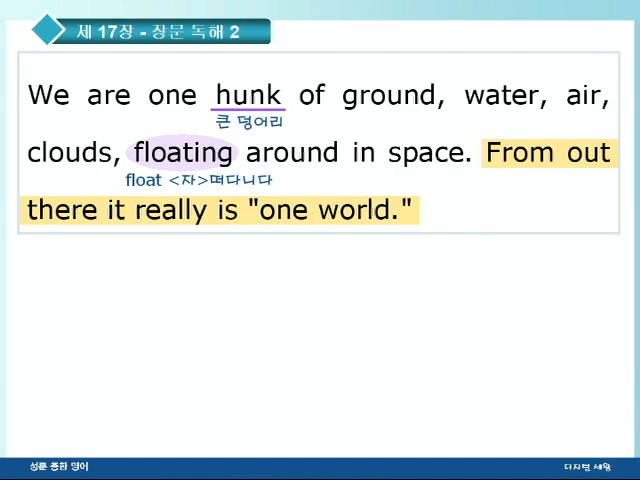 제 17장 - 장문 독해 2
We are one hunk of ground, water, air,
큰 덩어리
clouds, floating around in space. From out
float <자>떠다니다
there it really is "one world."
성문 종합 영어
디지털 세왕